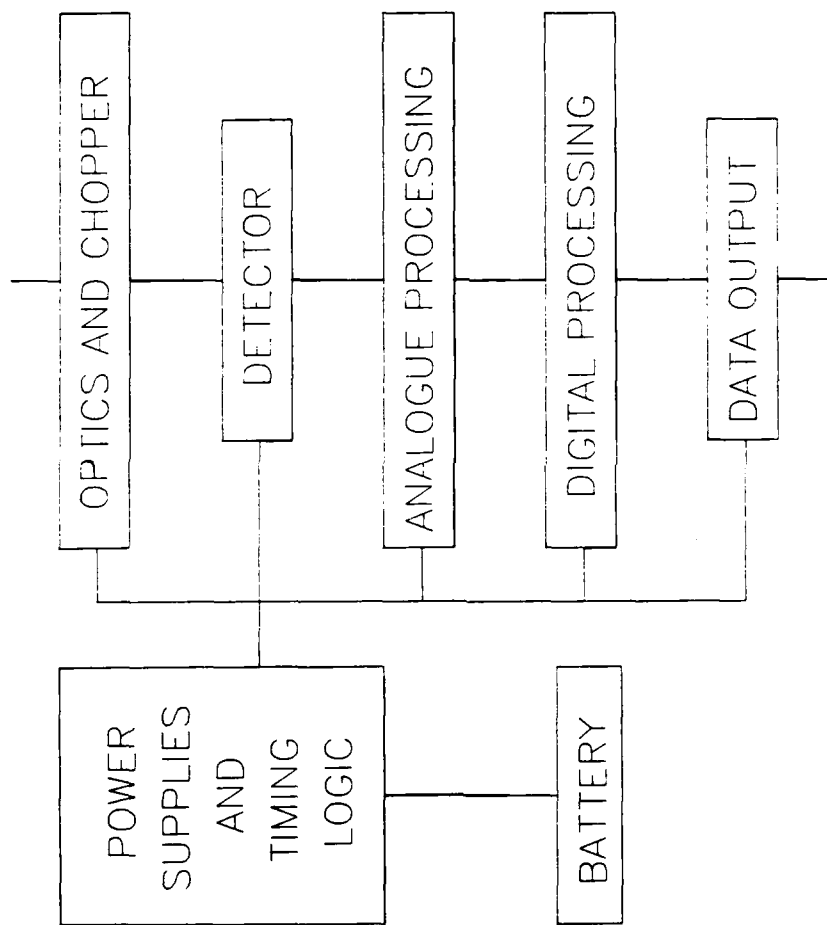 OPTICS AND CHOPPER
DETECTOR
ANALOGUE PROCESSING
DIGITAL PROCESSING
DATA OUTPUT
POWER
SUPPLIES
AND
TIMING
LOGIC
BATTERY